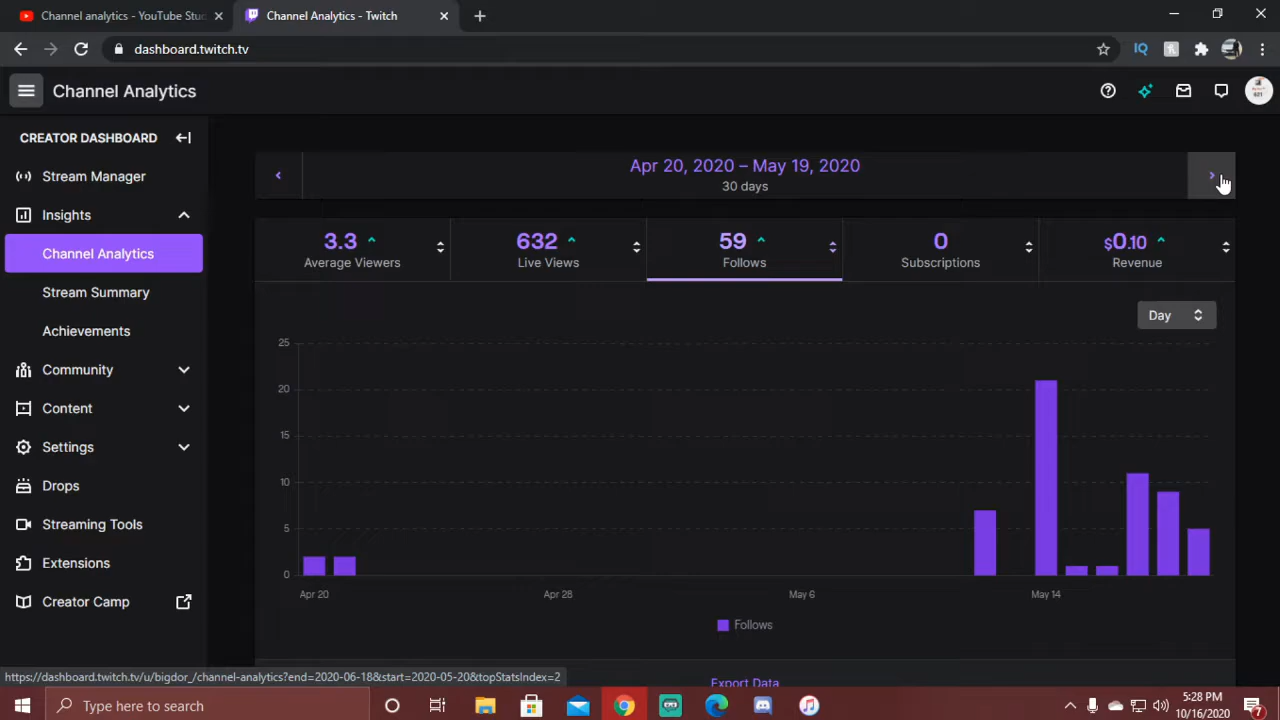 Channel analytics - YouTube Stu
Channel Analytics - Twitch
dashboard.twitch.tv
IQ
Channel Analytics
CREATOR DASHBOARD
Stream Manager
Insights
Channel Analytics
Stream Summary
Achievements
Community
Content
Settings
Drops
Streaming Tools
Extensions
Creator Camp
Apr 20, 2020 – May 19, 2020
30 days
3.3
Average Viewers
632
Live Views
59
Follows
0
Subscriptions
$0.10
Revenue
Day
25
20
15
10
5
0
Apr 20
Apr 28
May 6
May 14
Follows
Export Data
https://dashboard.twitch.tv/u/bigdor_/channel-analytics?end=2020-06-18&start=2020-05-20&topStatsIndex=2
Type here to search
5:28 PM
10/16/2020
7